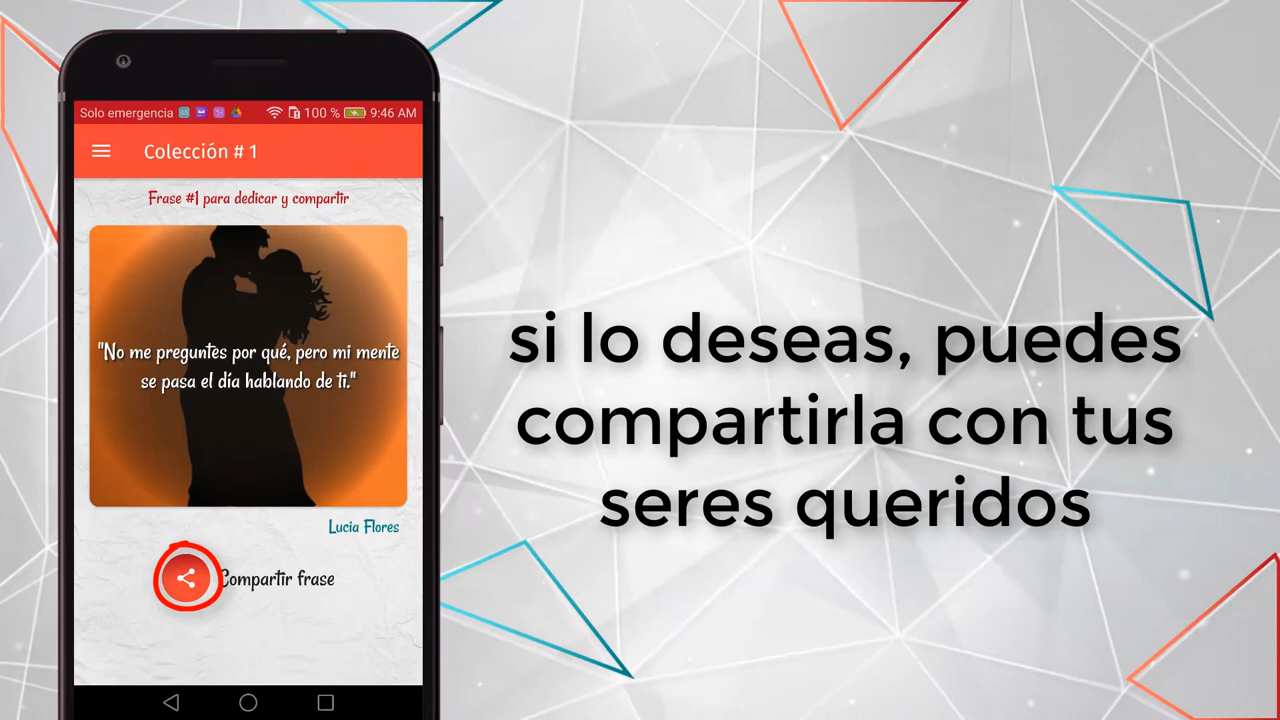 Solo emergencia 100 % 9:46 AM
Colección # 1
Frase #1 para dedicar y compartir
"No me preguntes por qué, pero mi mente
se pasa el día hablando de ti."
Lucia Flores
Compartir frase
si lo deseas, puedes
compartirla con tus
seres queridos